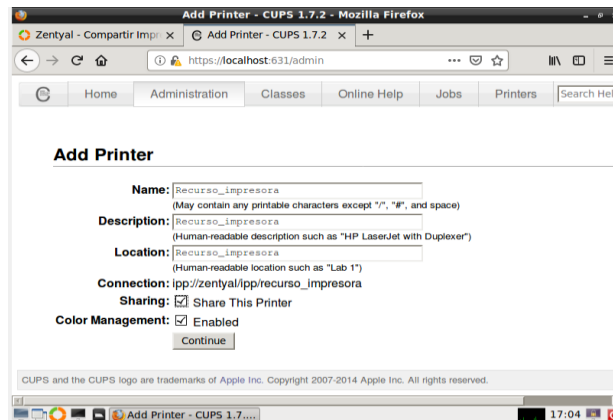 Add Printer - CUPS 1.7.2 - Mozilla Firefox
Zentyal - Compartir Impr
Add Printer - CUPS 1.7.2
https://localhost:631/admin
Home Administration Classes Online Help Jobs Printers Search Hel
Add Printer
Name: Recurso_impresora
(May contain any printable characters except "/", "#", and space)
Description: Recurso_impresora
(Human-readable description such as "HP LaserJet with Duplexer")
Location: Recurso_impresora
(Human-readable location such as "Lab 1")
Connection: ipp://zentyal/ipp/recurso_impresora
Sharing: Share This Printer
Color Management: Enabled
Continue
CUPS and the CUPS logo are trademarks of Apple Inc. Copyright 2007-2014 Apple Inc. All rights reserved.
Add Printer - CUPS 1.7....
17:04